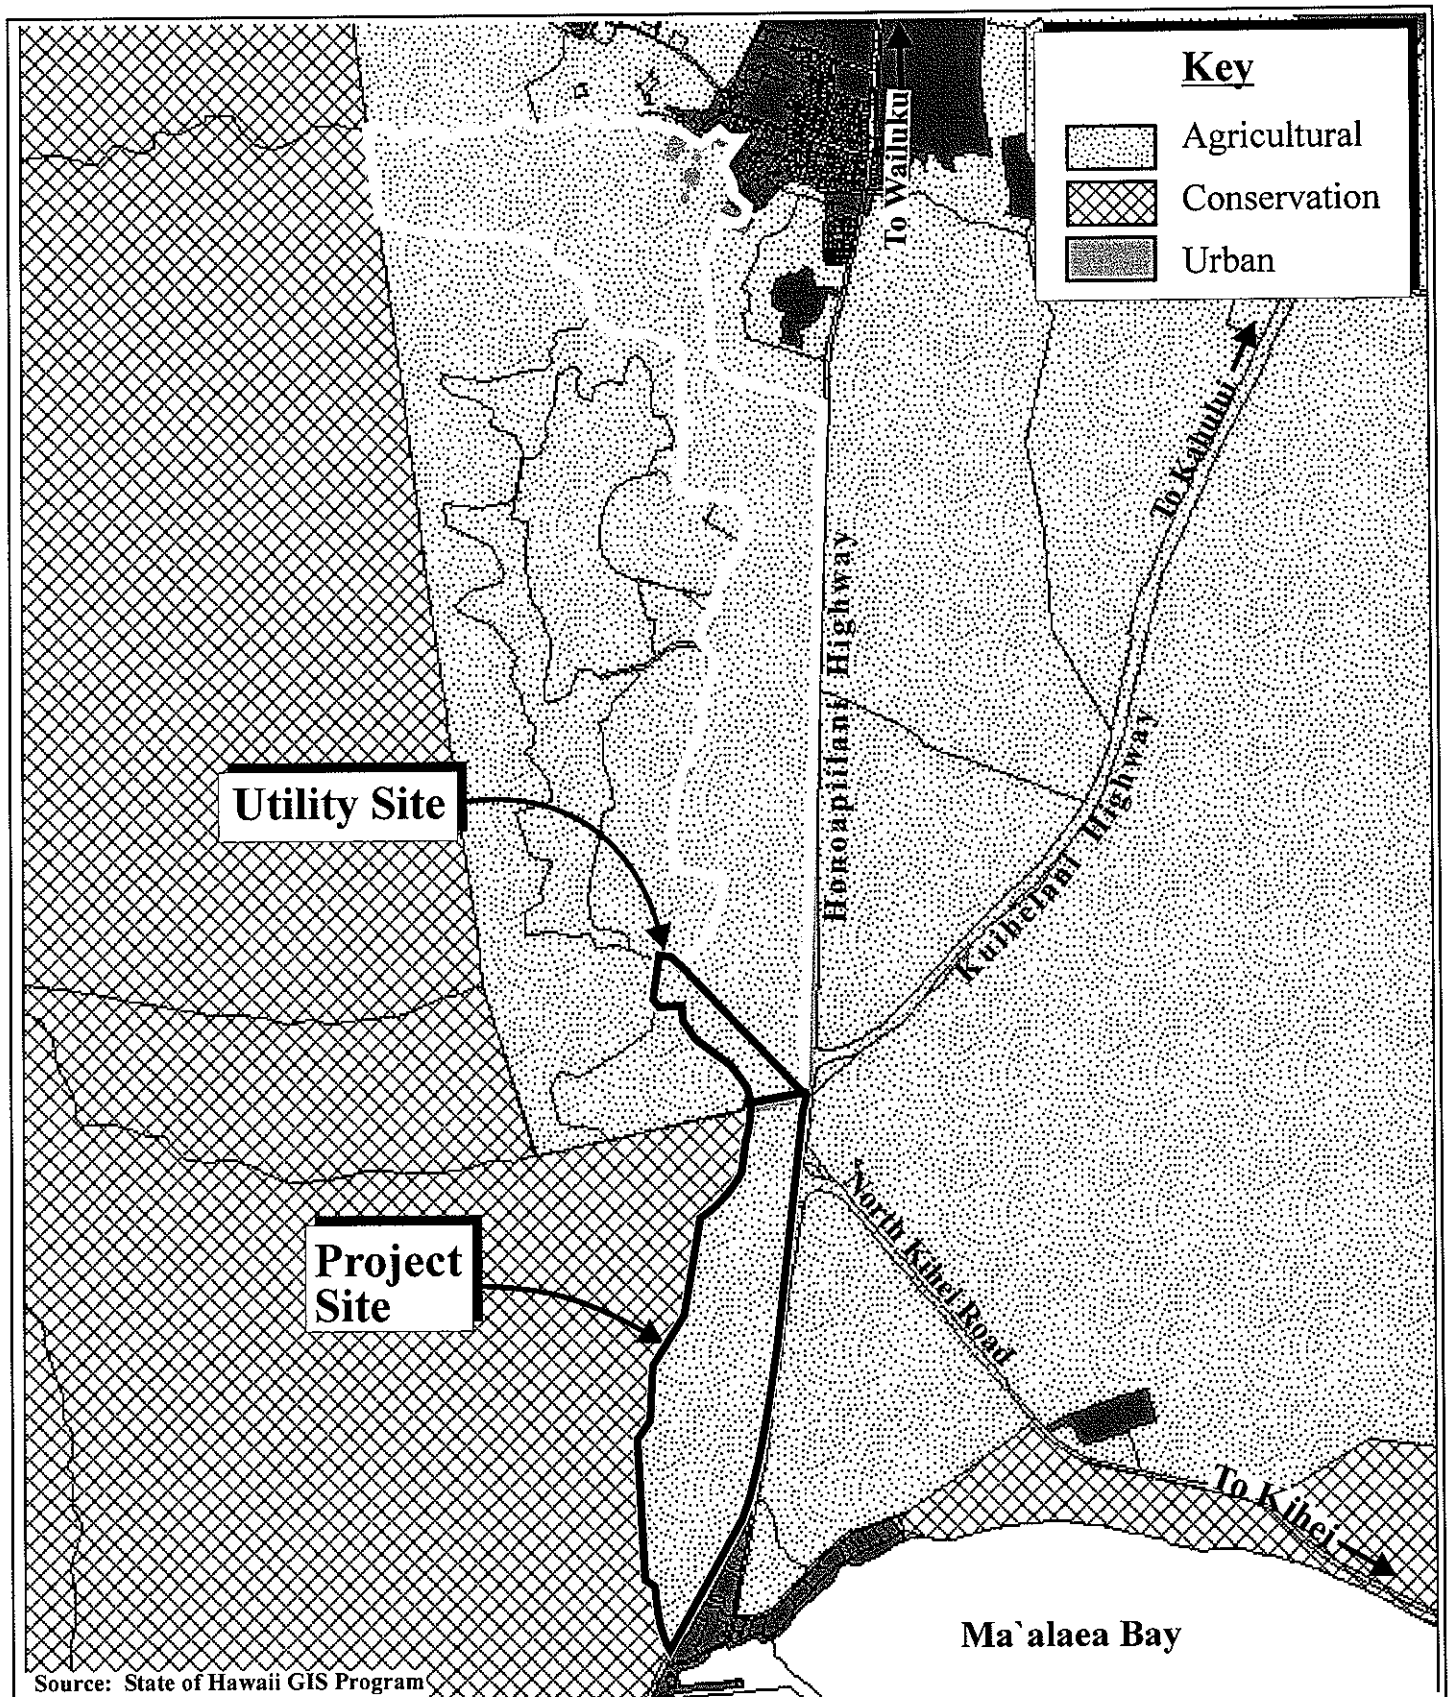 Key
Agricultural
Conservation
Urban
To Wailuku
To Kahului
Honoapiilani Highway
Kuihelani Highway
Utility Site
Project
Site
North Kihei Road
To Kihei
Ma`alaea Bay
Source: State of Hawaii GIS Program